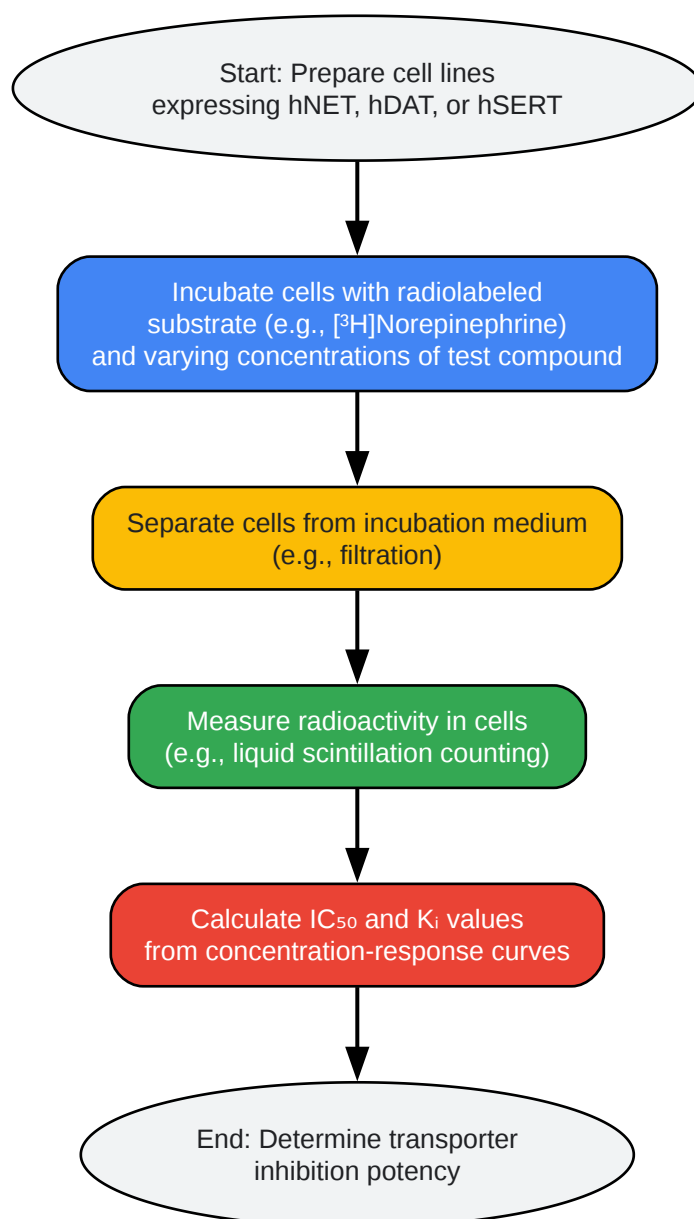 Start: Prepare cell lines
expressing hNET, hDAT, or hSERT
Incubate cells with radiolabeled
substrate (e.g., [³H]Norepinephrine)
and varying concentrations of test compound
Separate cells from incubation medium
(e.g., filtration)
Measure radioactivity in cells
(e.g., liquid scintillation counting)
Calculate IC₅₀ and Kᵢ values
from concentration-response curves
End: Determine transporter
inhibition potency